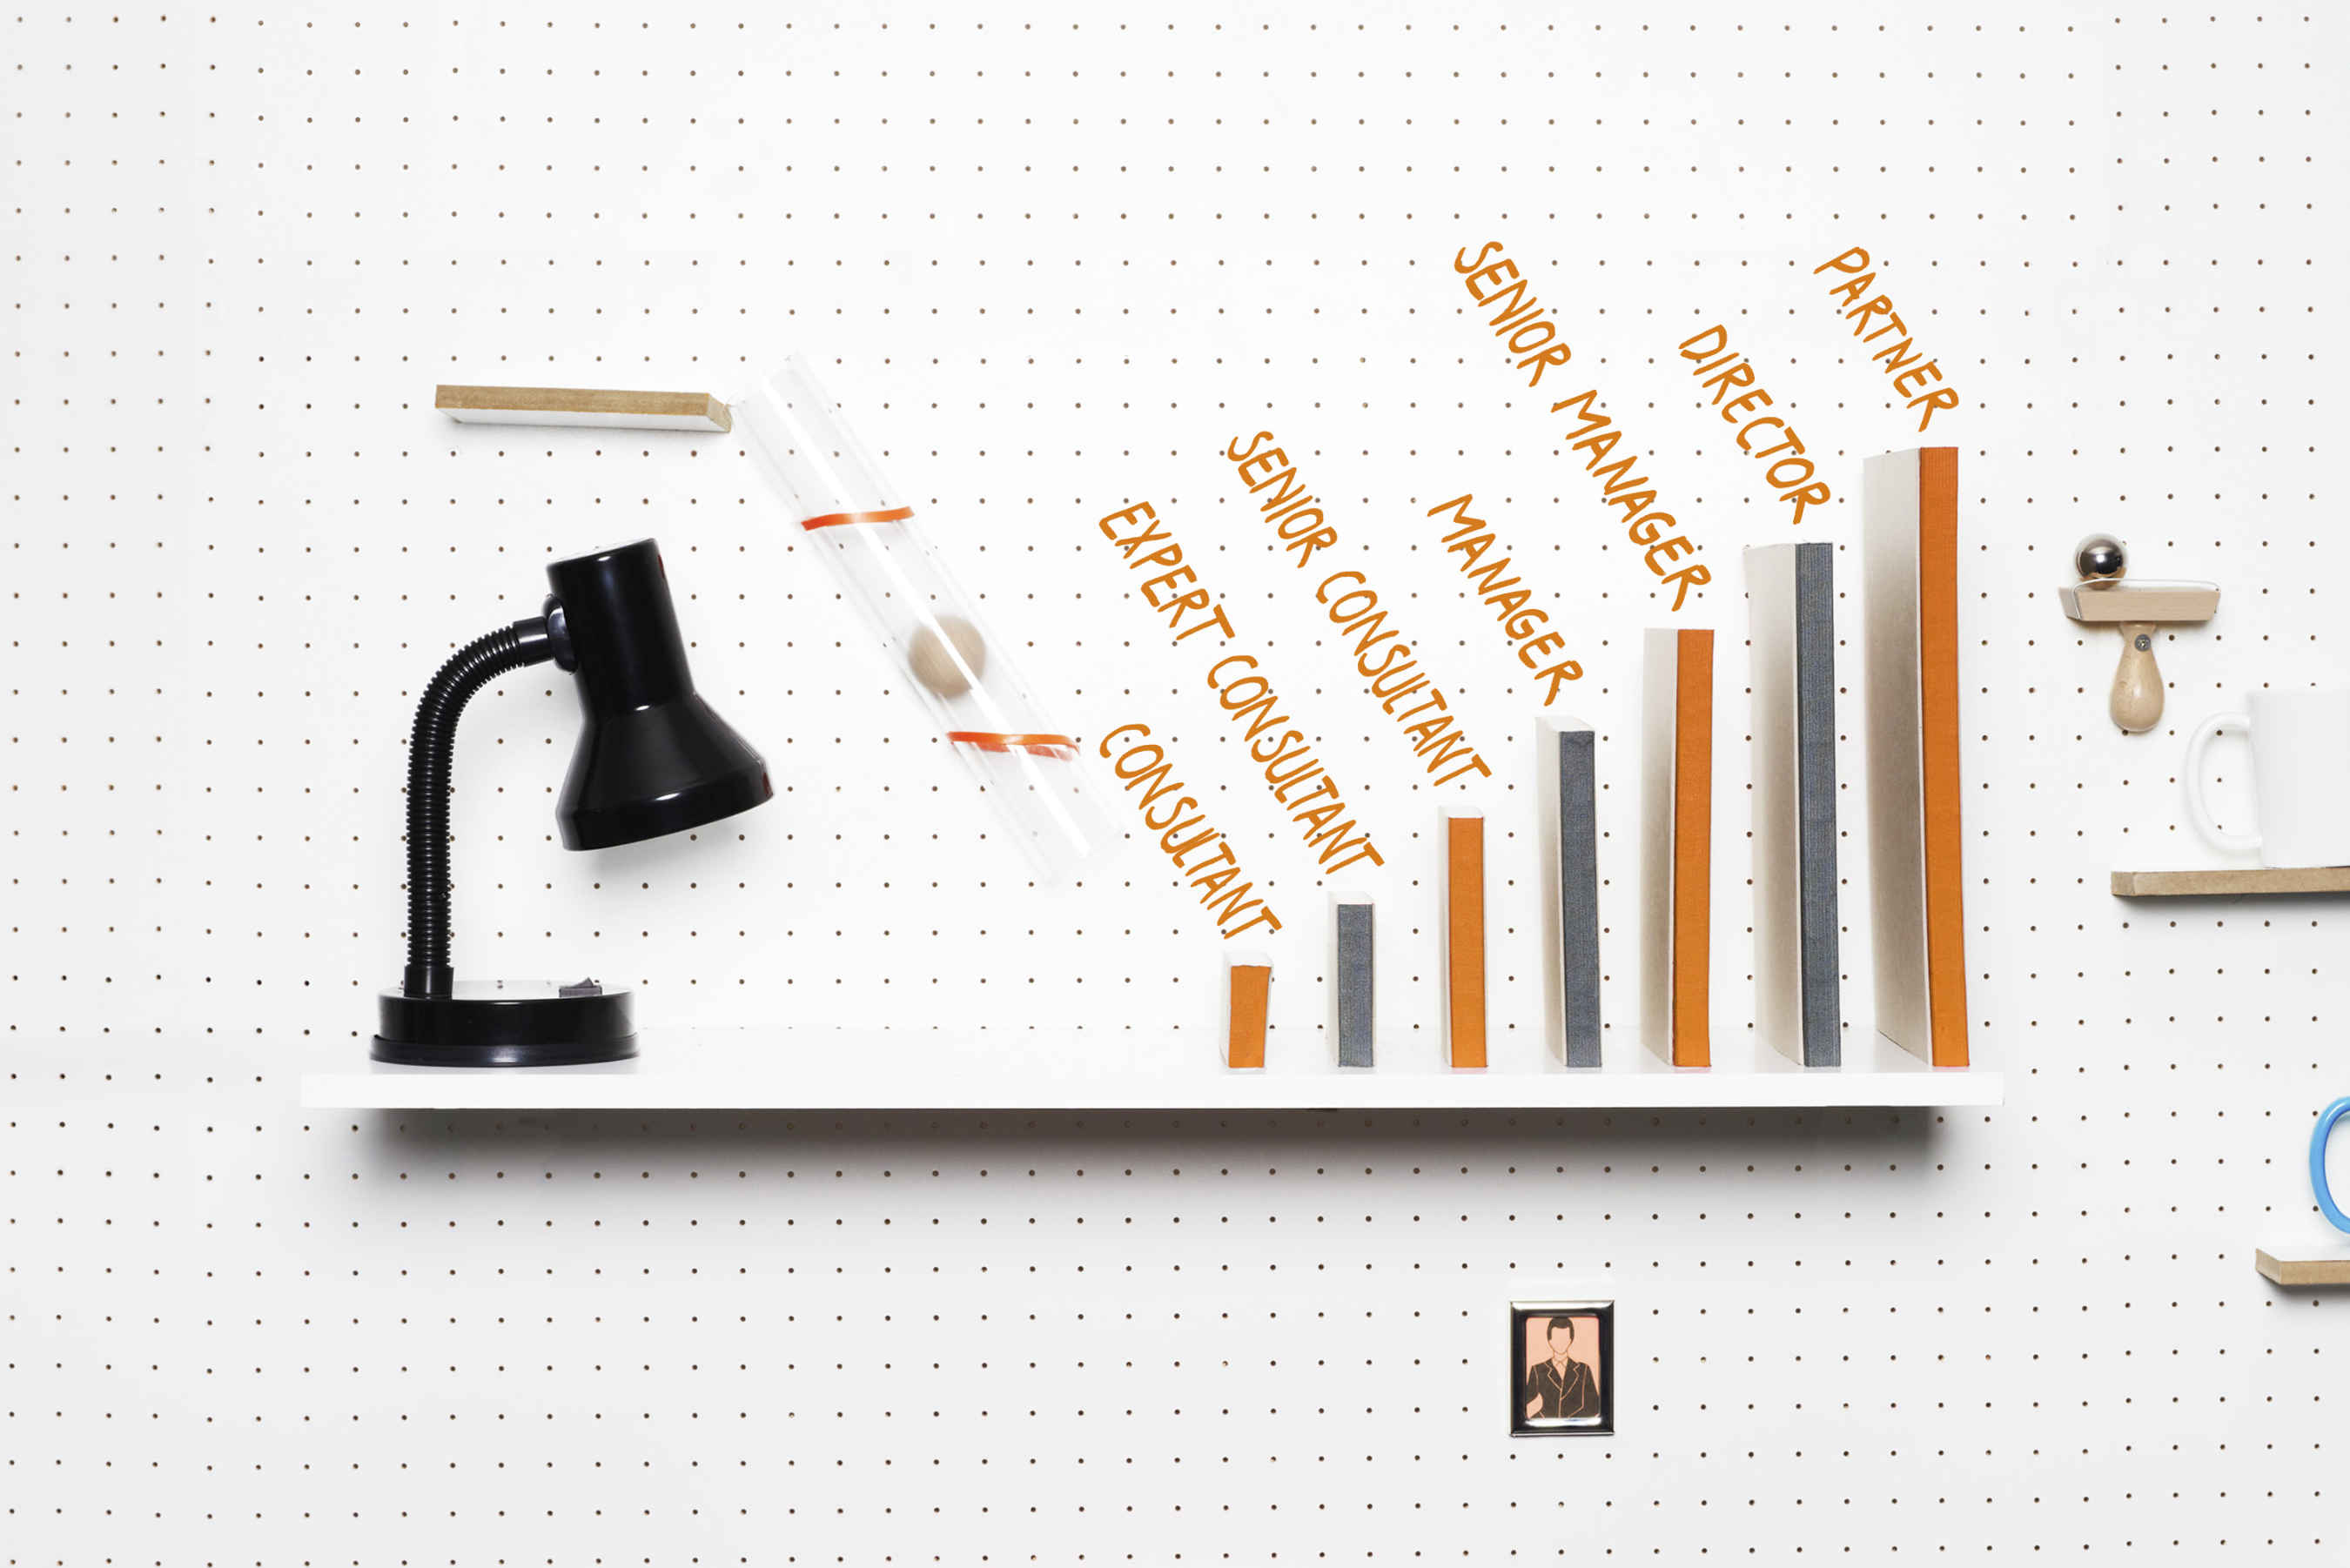 CONSULTANT
EXPERT CONSULTANT
SENIOR CONSULTANT
MANAGER
SENIOR MANAGER
DIRECTOR
PARTNER